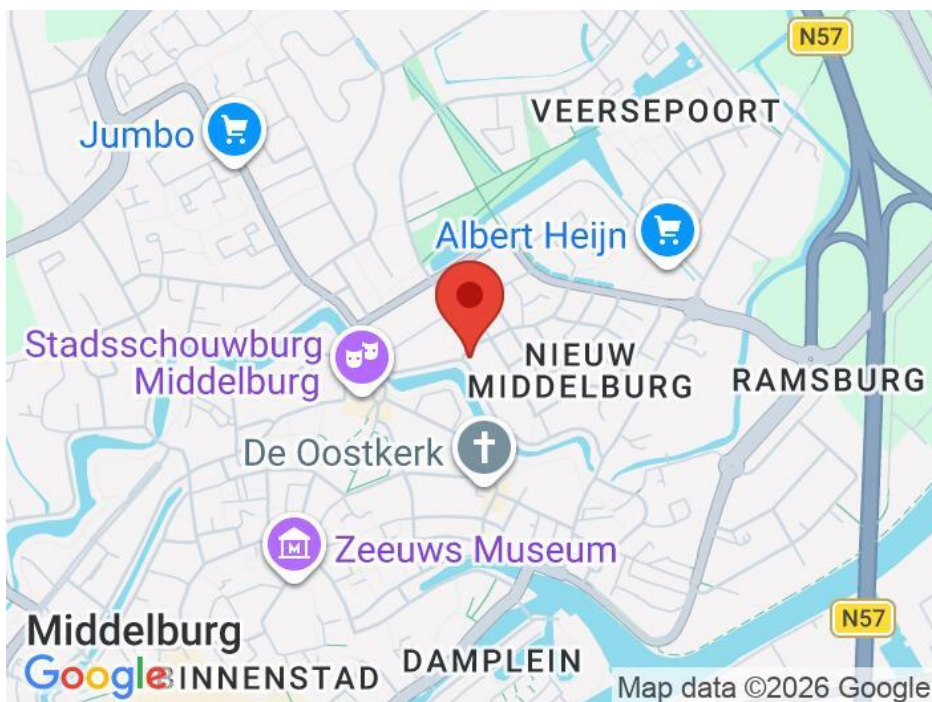 N57
VEERSEPOORT
Jumbo
Albert Heijn
Stadsschouwburg
Middelburg
NIEUW
MIDDELBURG
RAMSBURG
De Oostkerk
M
Zeeuws Museum
N57
Middelburg
DAMPLEIN
Google
BINNENSTAD
Map data ©2026 Google